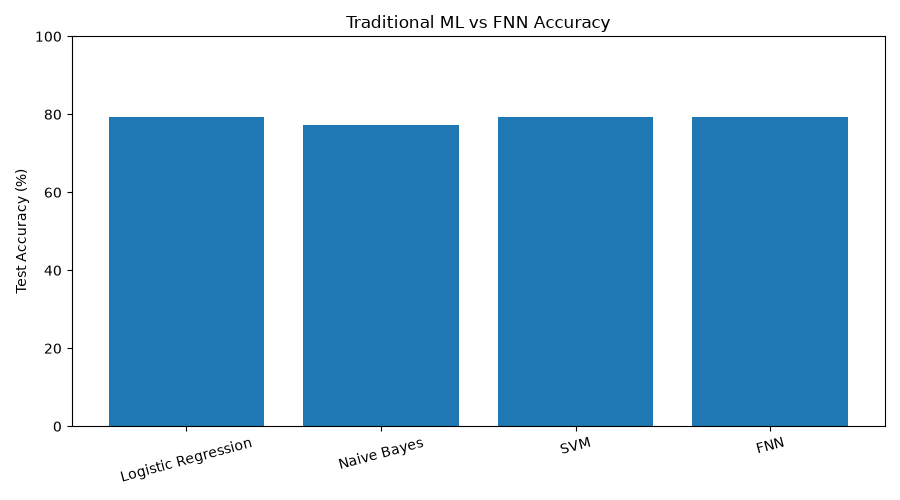 Traditional ML vs FNN Accuracy
Test Accuracy (%)
100
80
60
40
20
0
Logistic Regression
Naive Bayes
SVM
FNN